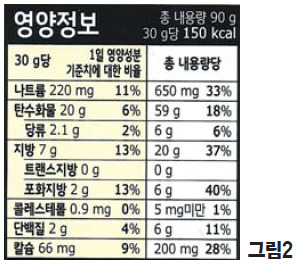 영양정보 총 내용량 90 g
30 g당 150 kcal
30 g당 1일 영양성분 기준치에 대한 비율 총 내용량당
나트륨 220 mg 11% 650 mg 33%
탄수화물 20 g 6% 59 g 18%
당류 2.1 g 2% 6 g 6%
지방 7 g 13% 20 g 37%
트랜스지방 0 g 0 g
포화지방 2 g 13% 6 g 40%
콜레스테롤 0.9 mg 0% 5 mg미만 1%
단백질 2 g 4% 6 g 11%
칼슘 66 mg 9% 200 mg 28%
그림2